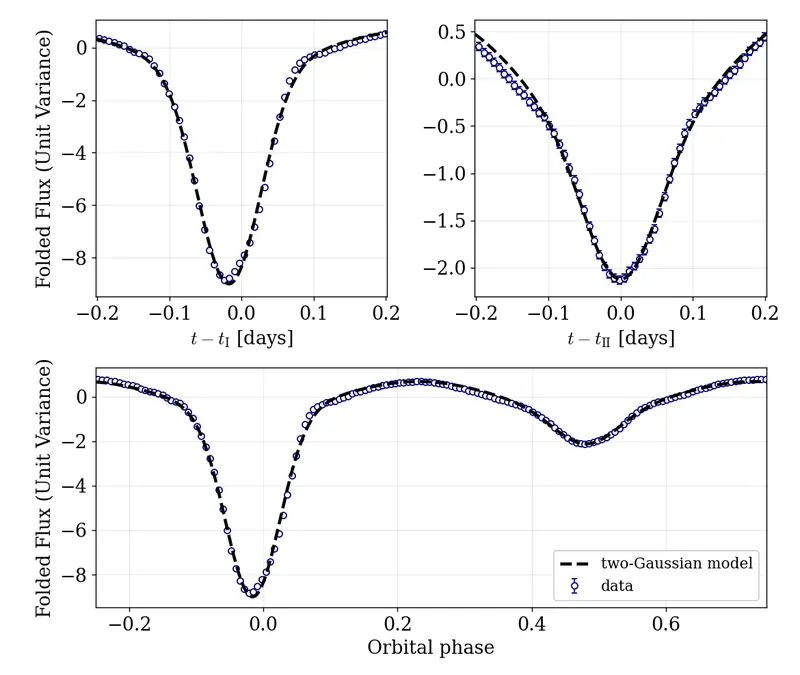 Folded Flux (Unit Variance)
0
−2
−4
−6
−8
−0.2 −0.1 0.0 0.1 0.2
t − tI [days]
0.5
0.0
−0.5
−1.0
−1.5
−2.0
−0.2 −0.1 0.0 0.1 0.2
t − tII [days]
Folded Flux (Unit Variance)
0
−2
−4
−6
−8
two-Gaussian model
data
−0.2 0.0 0.2 0.4 0.6
Orbital phase